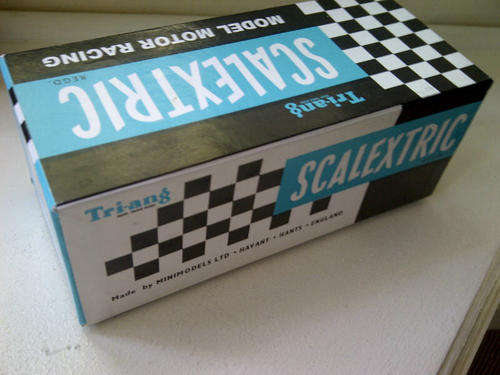 MODEL MOTOR RACING
SCALEXTRIC
REGD
Tri-ang
SCALEXTRIC
Tri-ang
Made by MINIMODELS LTD · HAVANT · HANTS · ENGLAND